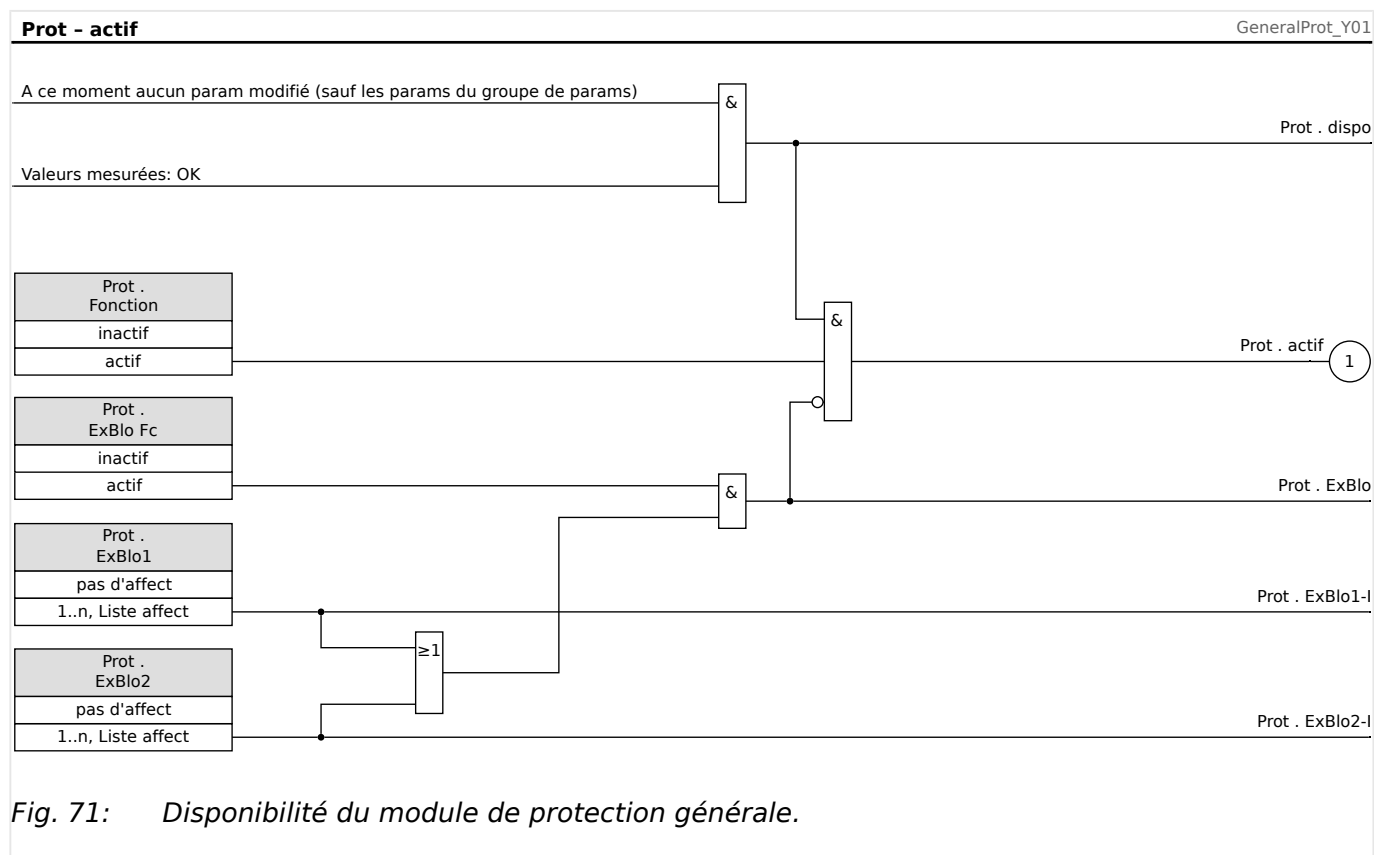 Prot – actif
GeneralProt_Y01
A ce moment aucun param modifié (sauf les params du groupe de params)
&
Prot . dispo
Valeurs mesurées: OK
Prot .
Fonction
inactif
actif
&
Prot . actif
1
Prot .
ExBlo Fc
inactif
actif
&
Prot . ExBlo
Prot .
ExBlo1
pas d'affect
1..n, Liste affect
Prot . ExBlo1-I
≥1
Prot .
ExBlo2
pas d'affect
1..n, Liste affect
Prot . ExBlo2-I
Fig. 71: Disponibilité du module de protection générale.